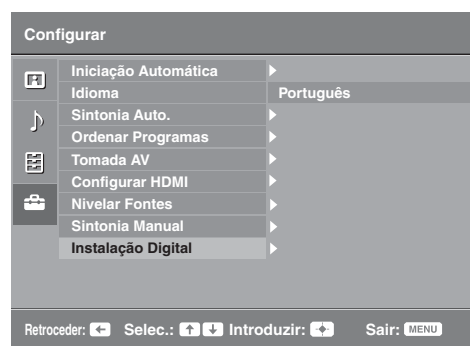 Configurar
Iniciação Automática
Idioma Português
Sintonia Auto.
Ordenar Programas
Tomada AV
Configurar HDMI
Nivelar Fontes
Sintonia Manual
Instalação Digital
Retroceder: Selec.: Introduzir: Sair: MENU